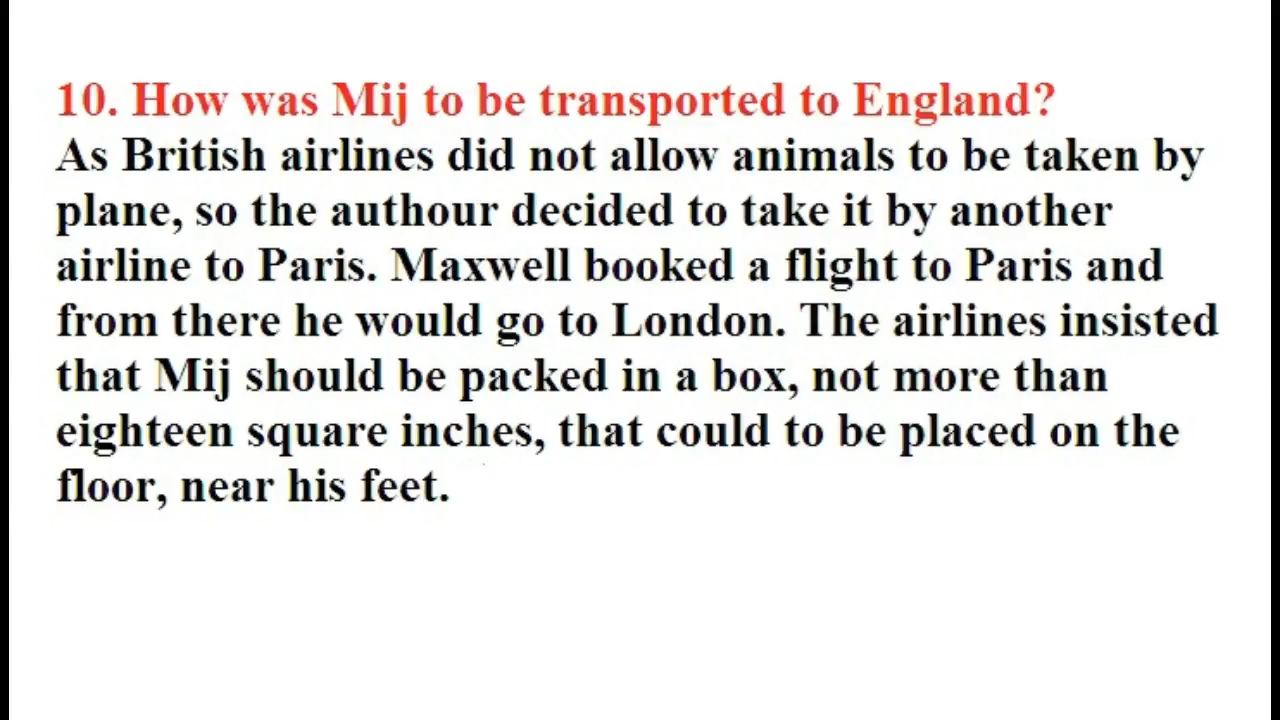 10. How was Mij to be transported to England?
As British airlines did not allow animals to be taken by
plane, so the authour decided to take it by another
airline to Paris. Maxwell booked a flight to Paris and
from there he would go to London. The airlines insisted
that Mij should be packed in a box, not more than
eighteen square inches, that could to be placed on the
floor, near his feet.